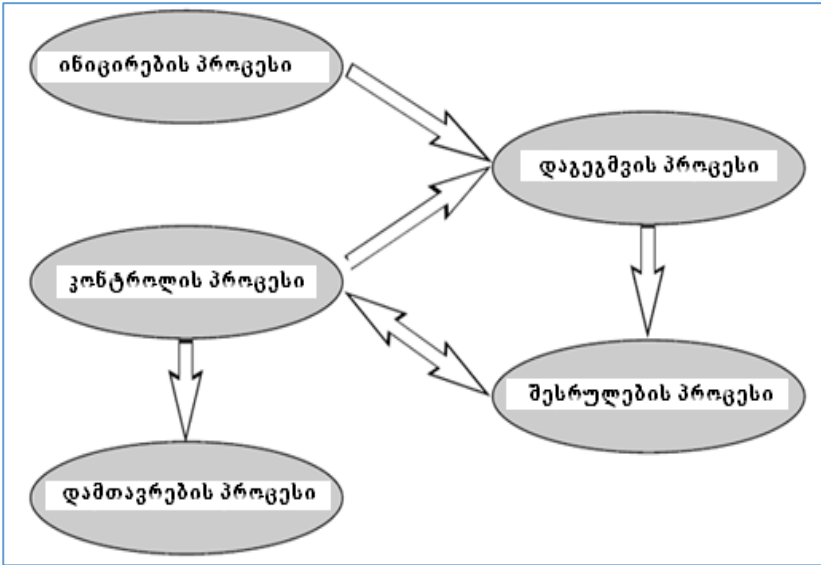 ინიცირების პროცესი
დაგეგმვის პროცესი
კონტროლის პროცესი
შესრულების პროცესი
დამთავრების პროცესი